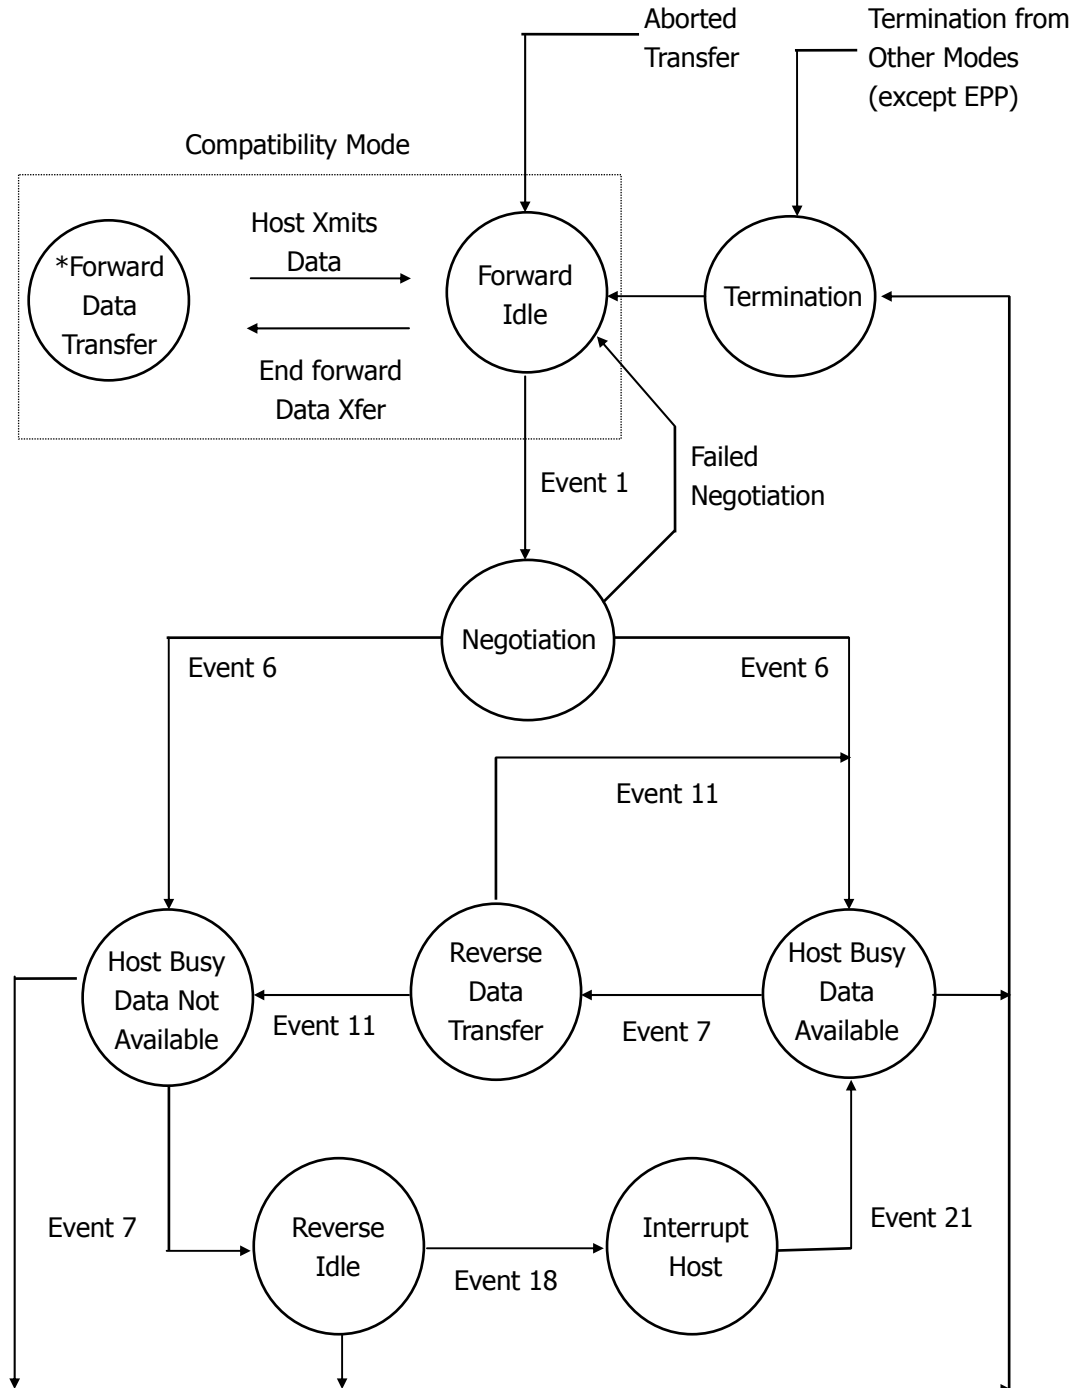 Aborted
Transfer
Termination from
Other Modes
(except EPP)
Compatibility Mode
*Forward
Data
Transfer
Host Xmits
Data
End forward
Data Xfer
Forward
Idle
Termination
Event 1
Failed
Negotiation
Negotiation
Event 6
Event 6
Event 11
Host Busy
Data Not
Available
Event 11
Reverse
Data
Transfer
Event 7
Host Busy
Data
Available
Event 7
Reverse
Idle
Event 18
Interrupt
Host
Event 21